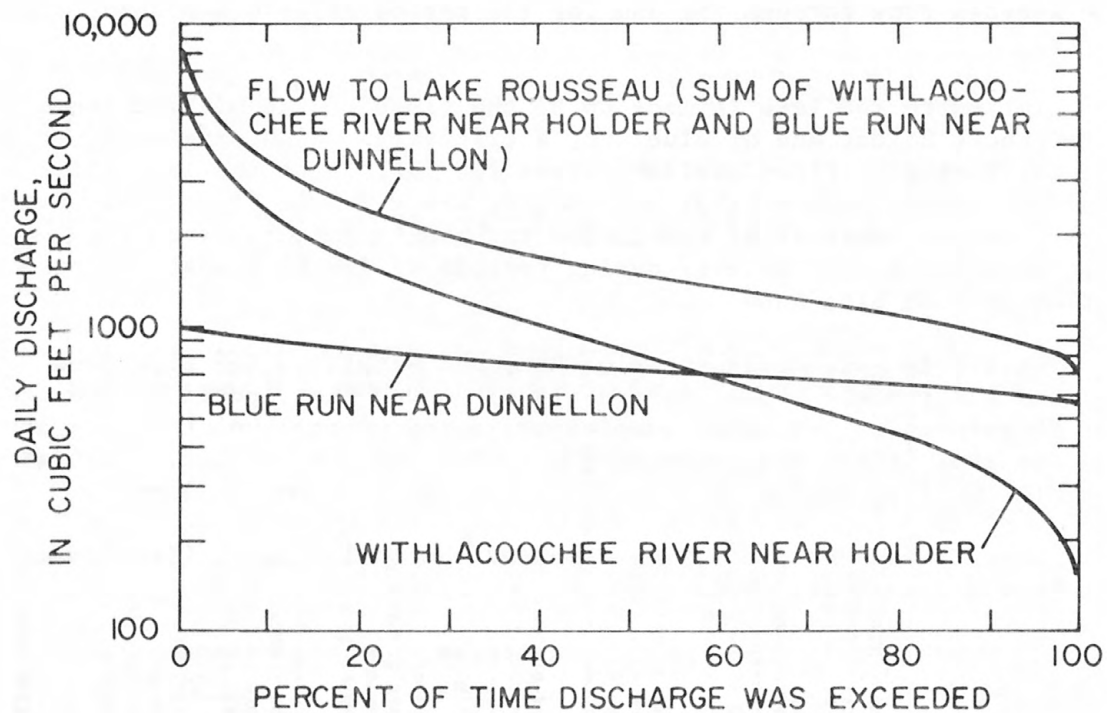 10,000
1000
100
DAILY DISCHARGE,
IN CUBIC FEET PER SECOND
FLOW TO LAKE ROUSSEAU (SUM OF WITHLACOO-
CHEE RIVER NEAR HOLDER AND BLUE RUN NEAR
DUNNELLON)
BLUE RUN NEAR DUNNELLON
WITHLACOOCHEE RIVER NEAR HOLDER
0 20 40 60 80 100
PERCENT OF TIME DISCHARGE WAS EXCEEDED